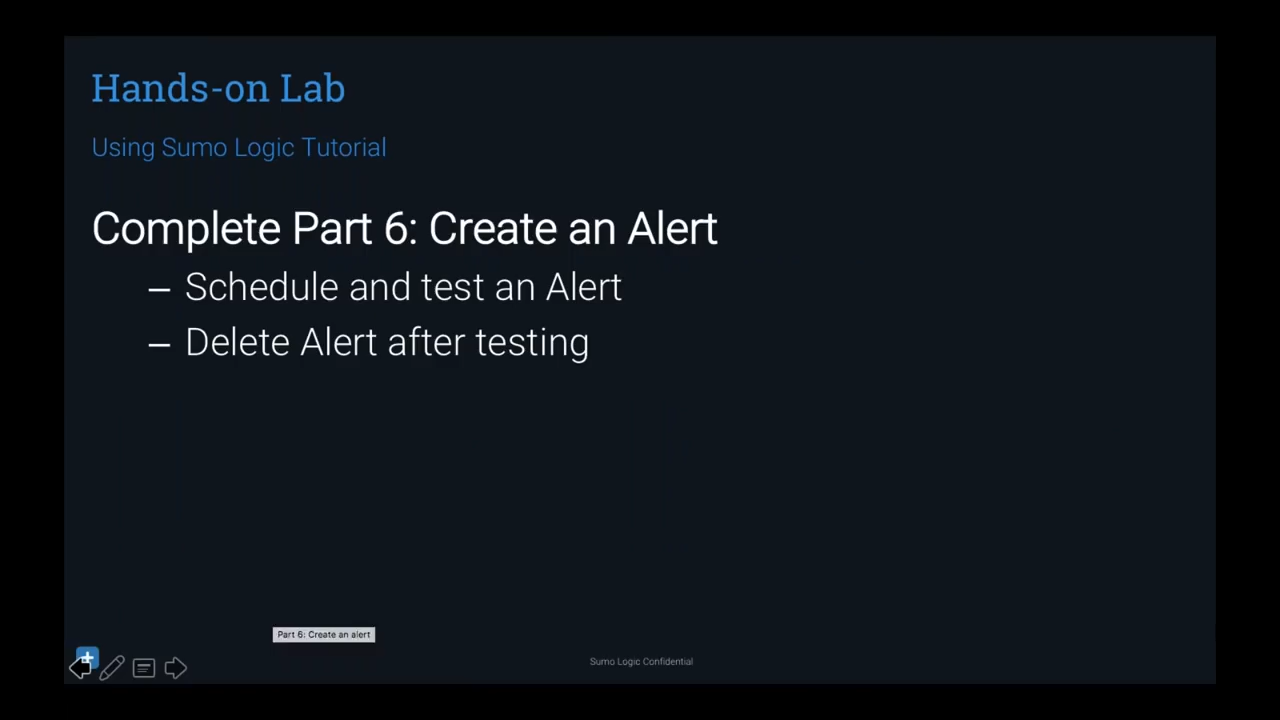 Hands-on Lab
Using Sumo Logic Tutorial
Complete Part 6: Create an Alert
– Schedule and test an Alert
– Delete Alert after testing
Part 6: Create an alert
Sumo Logic Confidential